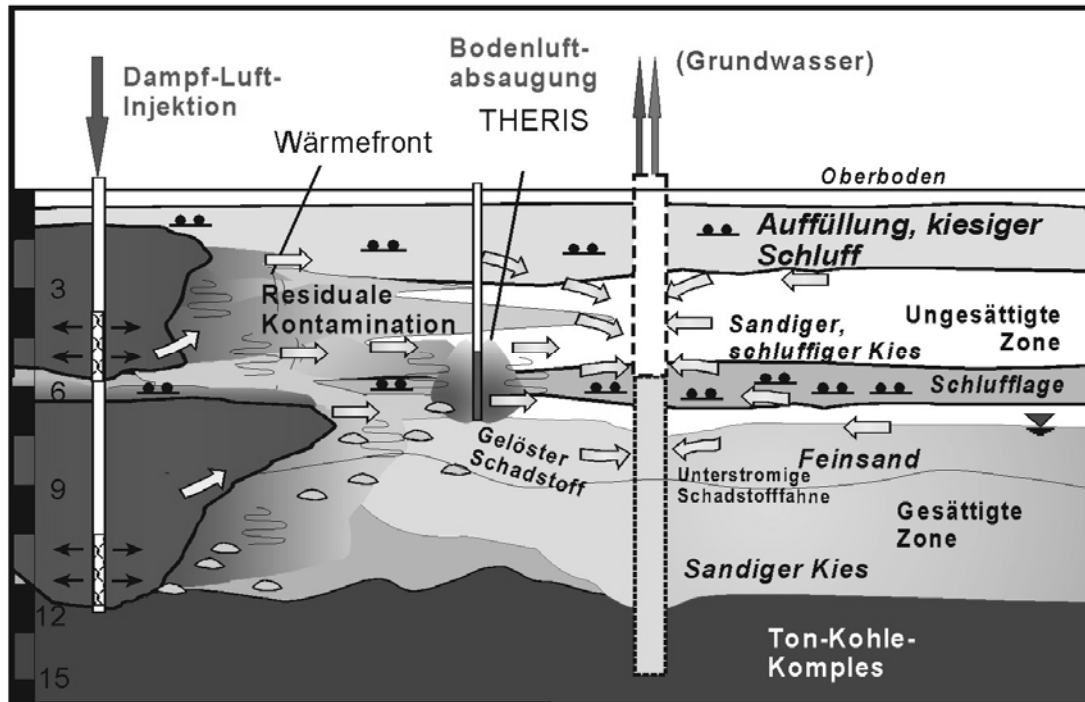 Dampf-Luft-
Injektion
Bodenluft-
absaugung
THERIS
(Grundwasser)
Wärmefront
Oberboden
Auffüllung, kiesiger
Schluff
3
Residuale
Kontamination
Sandiger,
schluffiger Kies
Ungesättigte
Zone
6
Schlufflage
Gelöster
Schadstoff
Unterstromige
Schadstofffahne
Feinsand
9
Gesättigte
Zone
Sandiger Kies
12
Ton-Kohle-
Komples
15